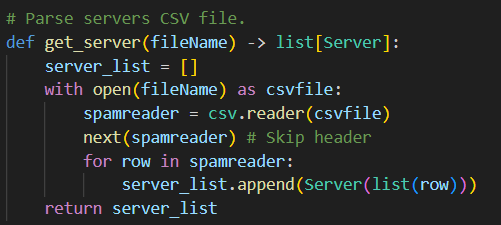 # Parse servers CSV file.
def get_server(fileName) -> list[Server]:
    server_list = []
    with open(fileName) as csvfile:
        spamreader = csv.reader(csvfile)
        next(spamreader) # Skip header
        for row in spamreader:
            server_list.append(Server(list(row)))
    return server_list